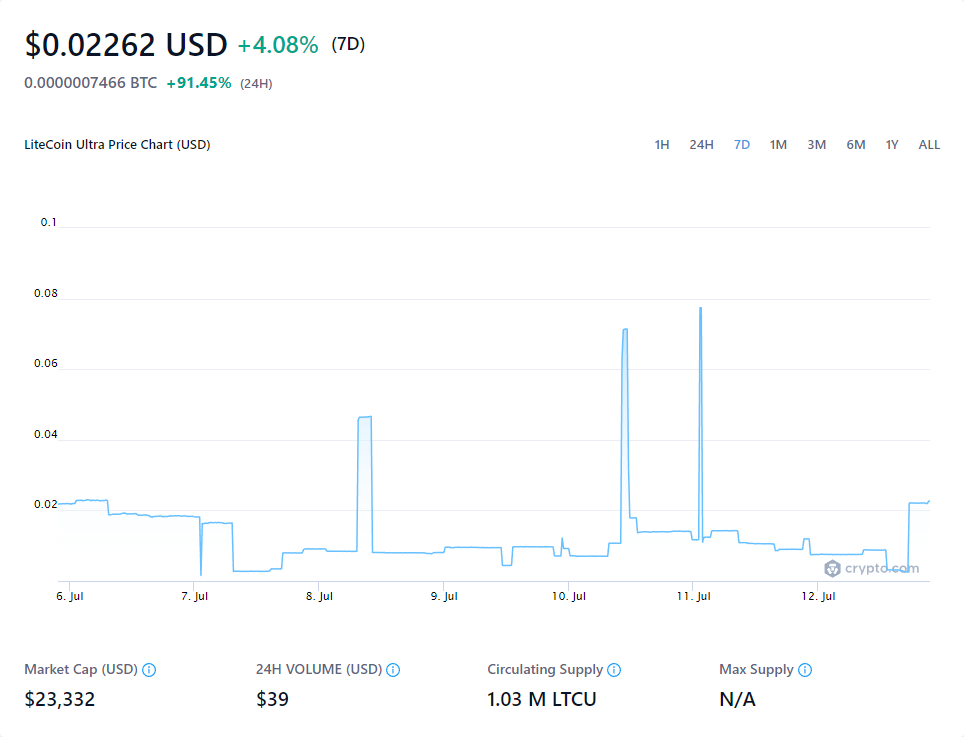 $0.02262 USD +4.08% (7D)
0.0000007466 BTC +91.45% (24H)
LiteCoin Ultra Price Chart (USD) 1H 24H 7D 1M 3M 6M 1Y ALL
0.1
0.08
0.06
0.04
0.02
crypto.com
6. Jul 7. Jul 8. Jul 9. Jul 10. Jul 11. Jul 12. Jul
Market Cap (USD) 24H VOLUME (USD) Circulating Supply Max Supply
$23,332 $39 1.03 M LTCU N/A